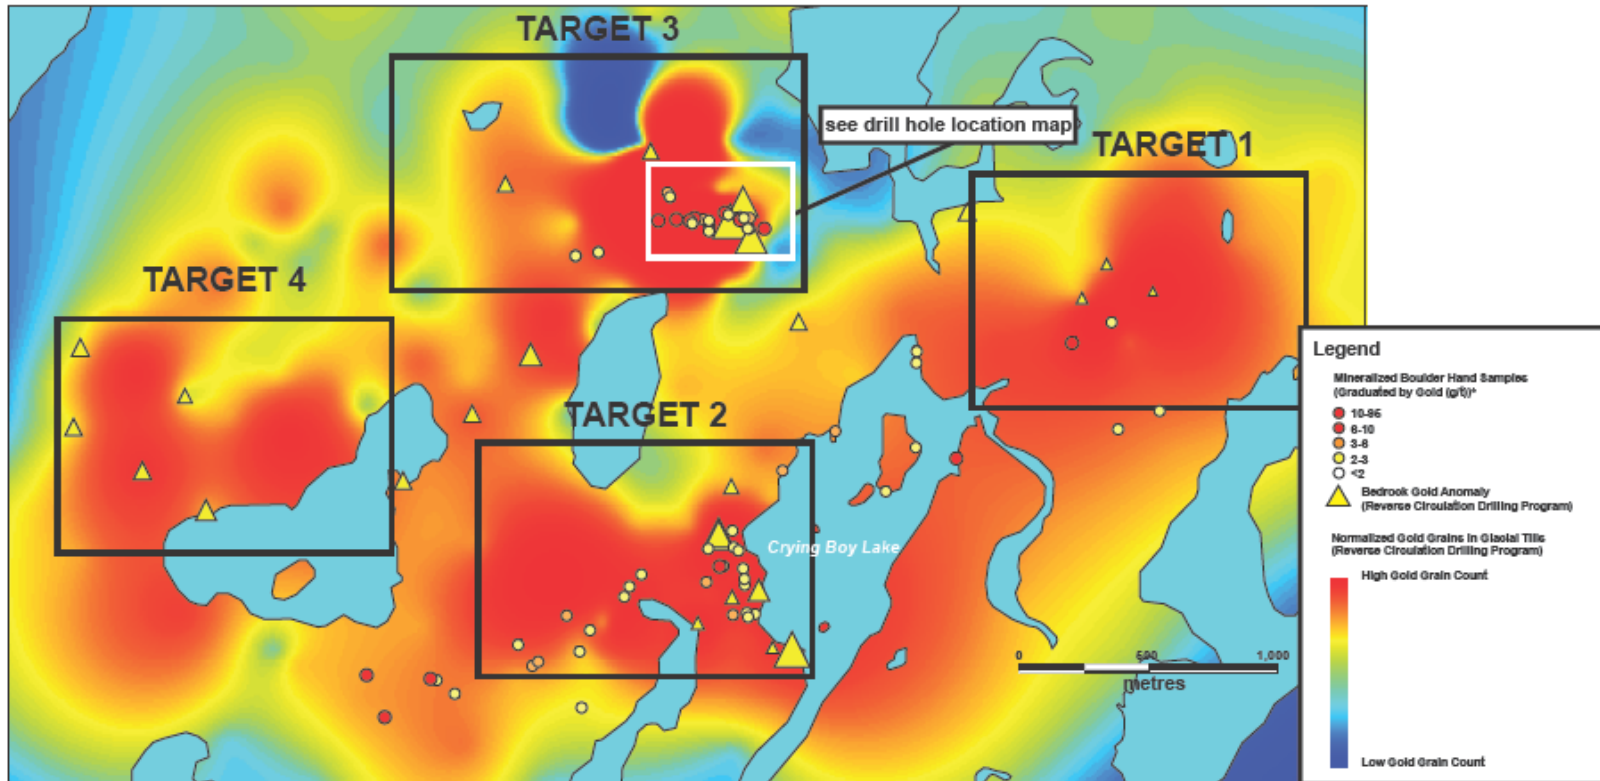 TARGET 3
see drill hole location map
TARGET 1
TARGET 4
TARGET 2
Crying Boy Lake
0 500 1,000
metres
Legend
Mineralized Boulder Hand Samples
(Graduated by Gold (g/t))*
10-95
6-10
3-6
2-3
<2
Bedrock Gold Anomaly
(Reverse Circulation Drilling Program)
Normalized Gold Grains in Glacial Tills
(Reverse Circulation Drilling Program)
High Gold Grain Count
Low Gold Grain Count